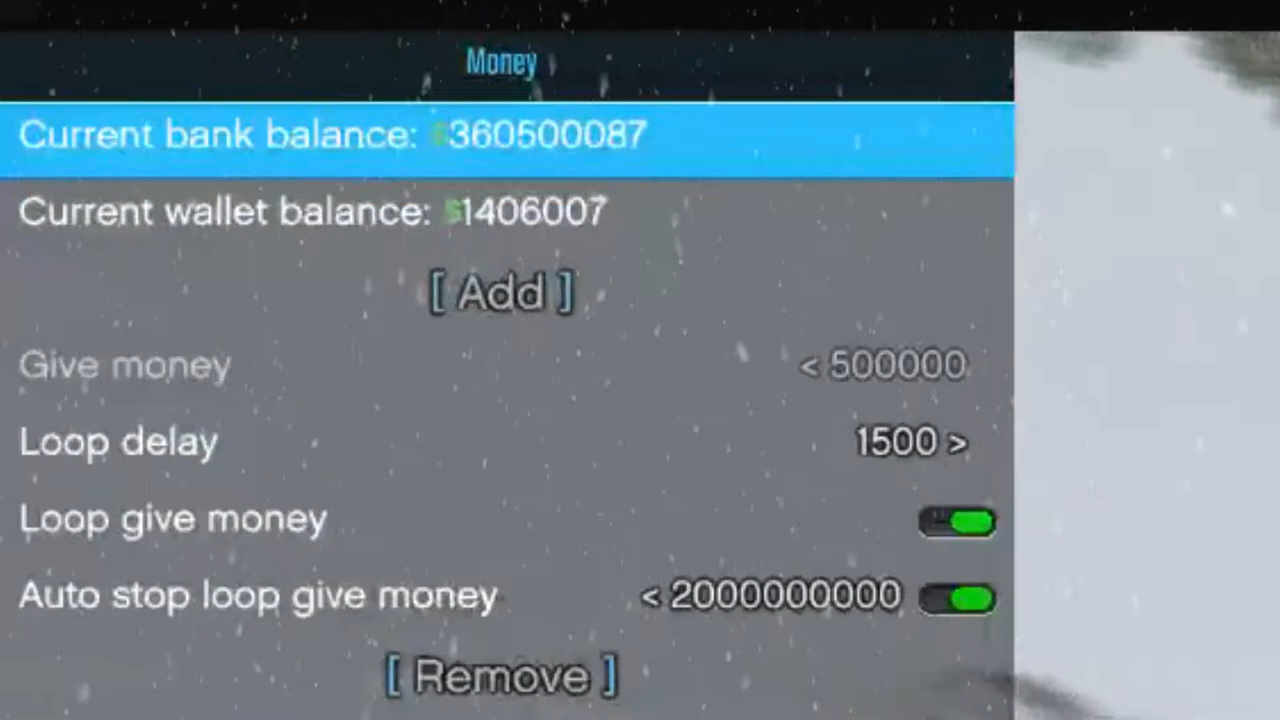 Money
Current bank balance: $360500087
Current wallet balance: $1406007
[ Add ]
Give money < 500000
Loop delay 1500 >
Loop give money
Auto stop loop give money < 2000000000
[ Remove ]